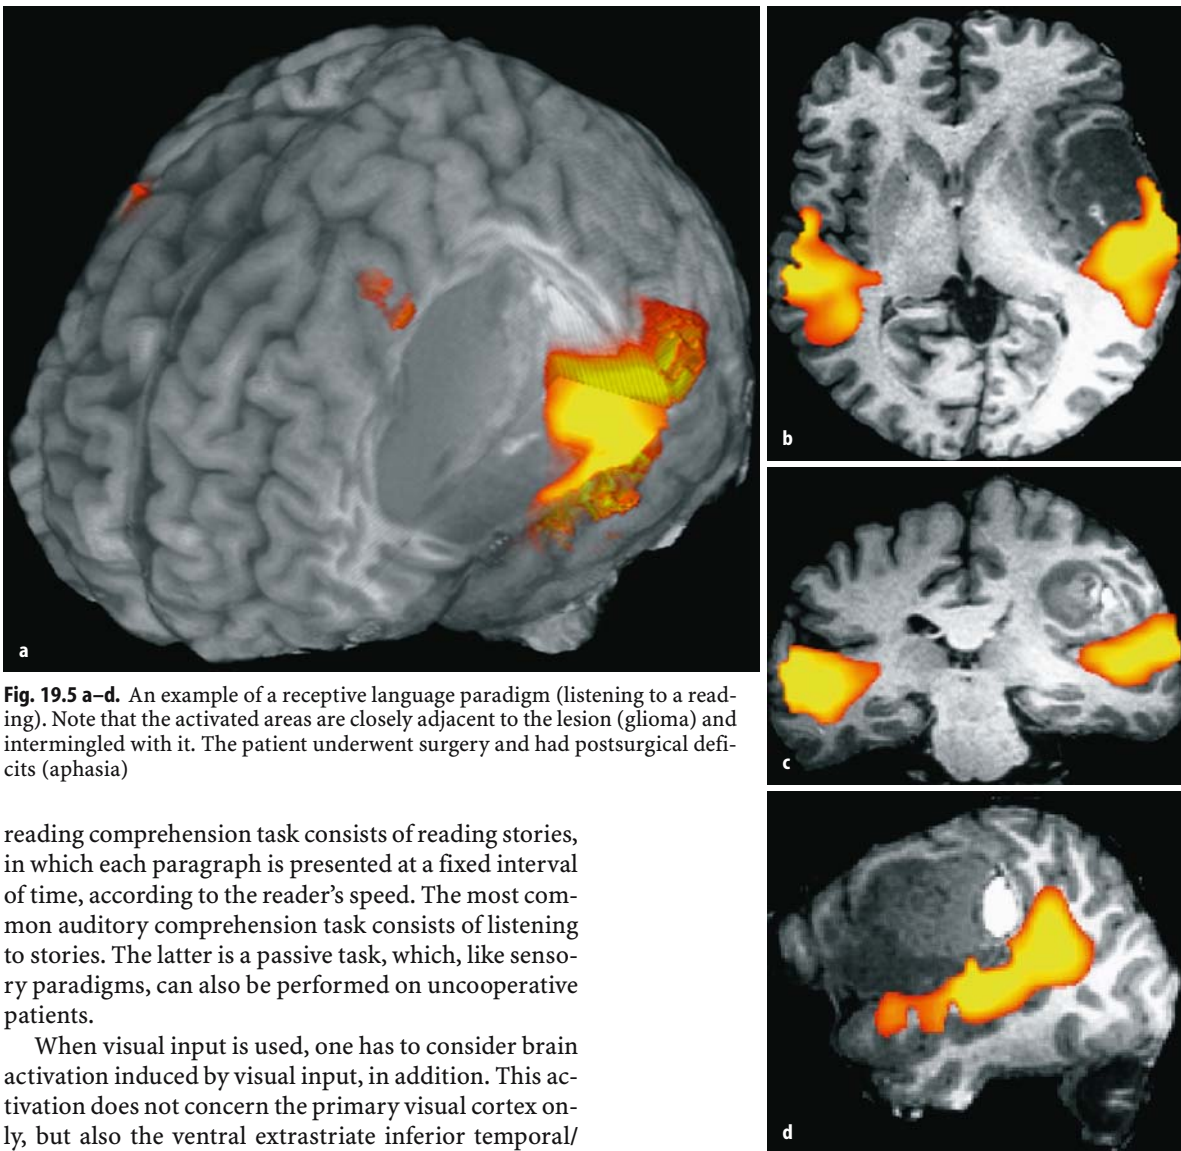 a
b
c
d
Fig. 19.5 a–d. An example of a receptive language paradigm (listening to a read-
ing). Note that the activated areas are closely adjacent to the lesion (glioma) and
intermingled with it. The patient underwent surgery and had postsurgical defi-
cits (aphasia)
reading comprehension task consists of reading stories,
in which each paragraph is presented at a fixed interval
of time, according to the reader's speed. The most com-
mon auditory comprehension task consists of listening
to stories. The latter is a passive task, which, like senso-
ry paradigms, can also be performed on uncooperative
patients.
When visual input is used, one has to consider brain
activation induced by visual input, in addition. This ac-
tivation does not concern the primary visual cortex on-
ly, but also the ventral extrastriate inferior temporal/